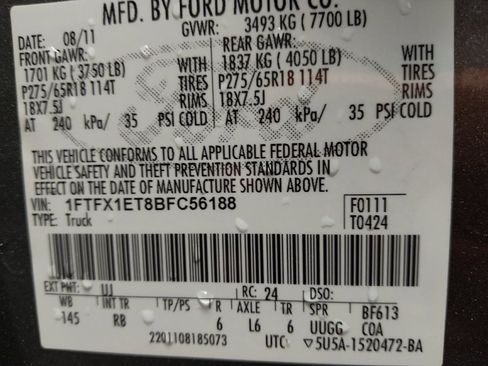 MFD. BY FORD MOTOR CO.
DATE: 08/11 GVWR: 3493 KG (7700 LB)
FRONT GAWR: REAR GAWR:
1701 KG (3750 LB) WITH 1837 KG (4050 LB) WITH
P275/65R18 114T TIRES P275/65R18 114T TIRES
18X7.5J RIMS 18X7.5J RIMS
AT 240 kPa/ 35 PSI COLD AT 240 kPa/ 35 PSI COLD
THIS VEHICLE CONFORMS TO ALL APPLICABLE FEDERAL MOTOR
VEHICLE SAFETY AND THEFT PREVENTION STANDARDS IN
EFFECT ON THE DATE OF MANUFACTURE SHOWN ABOVE.
VIN: 1FTFX1ET8BFC56188 F0111
TYPE: Truck T0424
EXT PNT: UJ RC: 24 DSO:
WB INT TR TP/PS R AXLE TR SPR BF613
145 RB 6 L6 6 UUGG COA
2201108185073 UTC ▽5U5A-1520472-BA